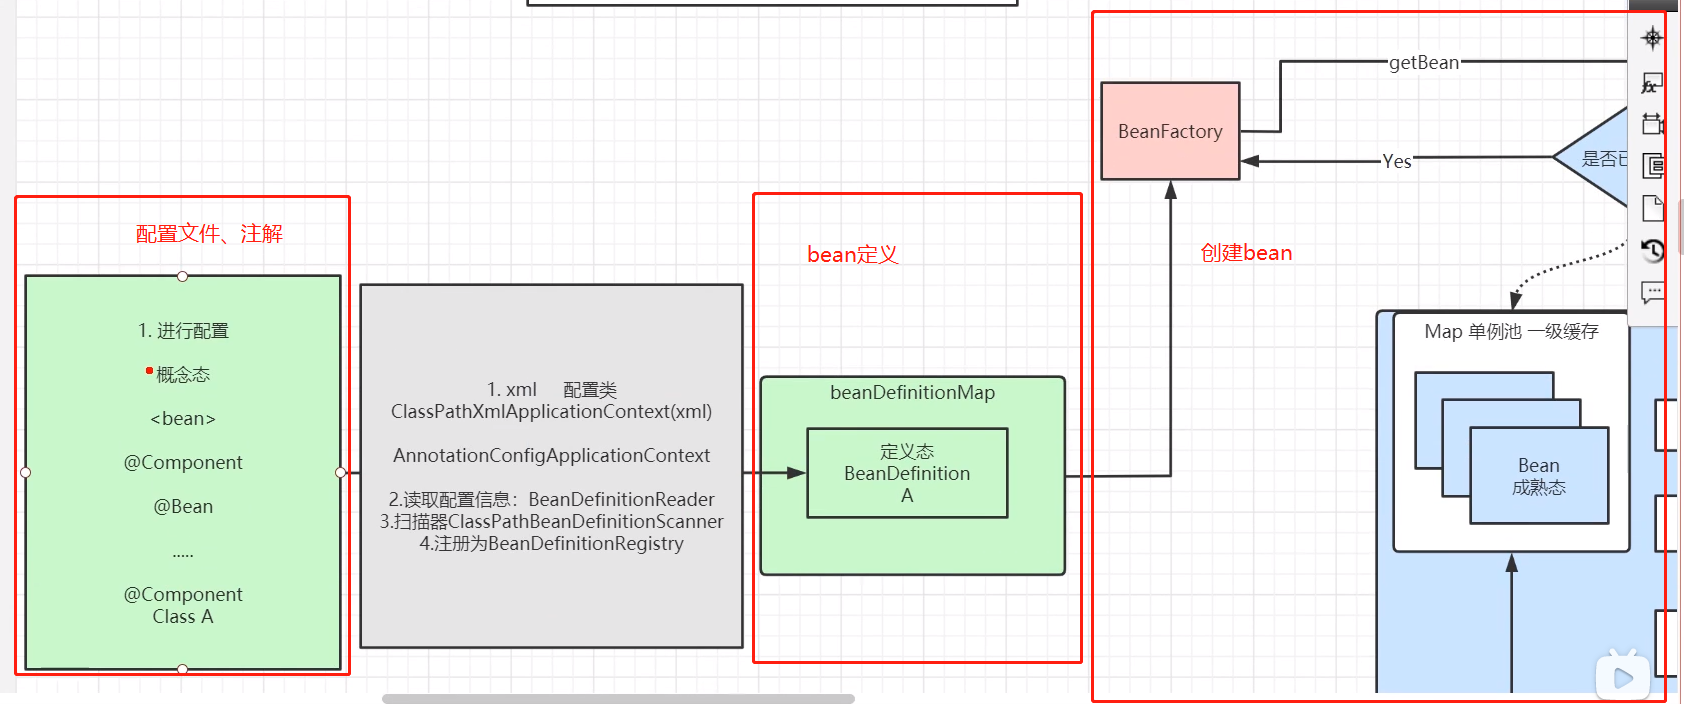 配置文件、注解
1. 进行配置
概念态
<bean>
@Component
@Bean
.....
@Component
Class A
1. xml 配置类
ClassPathXmlApplicationContext(xml)
AnnotationConfigApplicationContext
2.读取配置信息：BeanDefinitionReader
3.扫描器ClassPathBeanDefinitionScanner
4.注册为BeanDefinitionRegistry
bean定义
beanDefinitionMap
定义态
BeanDefinition
A
getBean
BeanFactory
Yes
是否已
创建bean
Map 单例池 一级缓存
Bean
成熟态